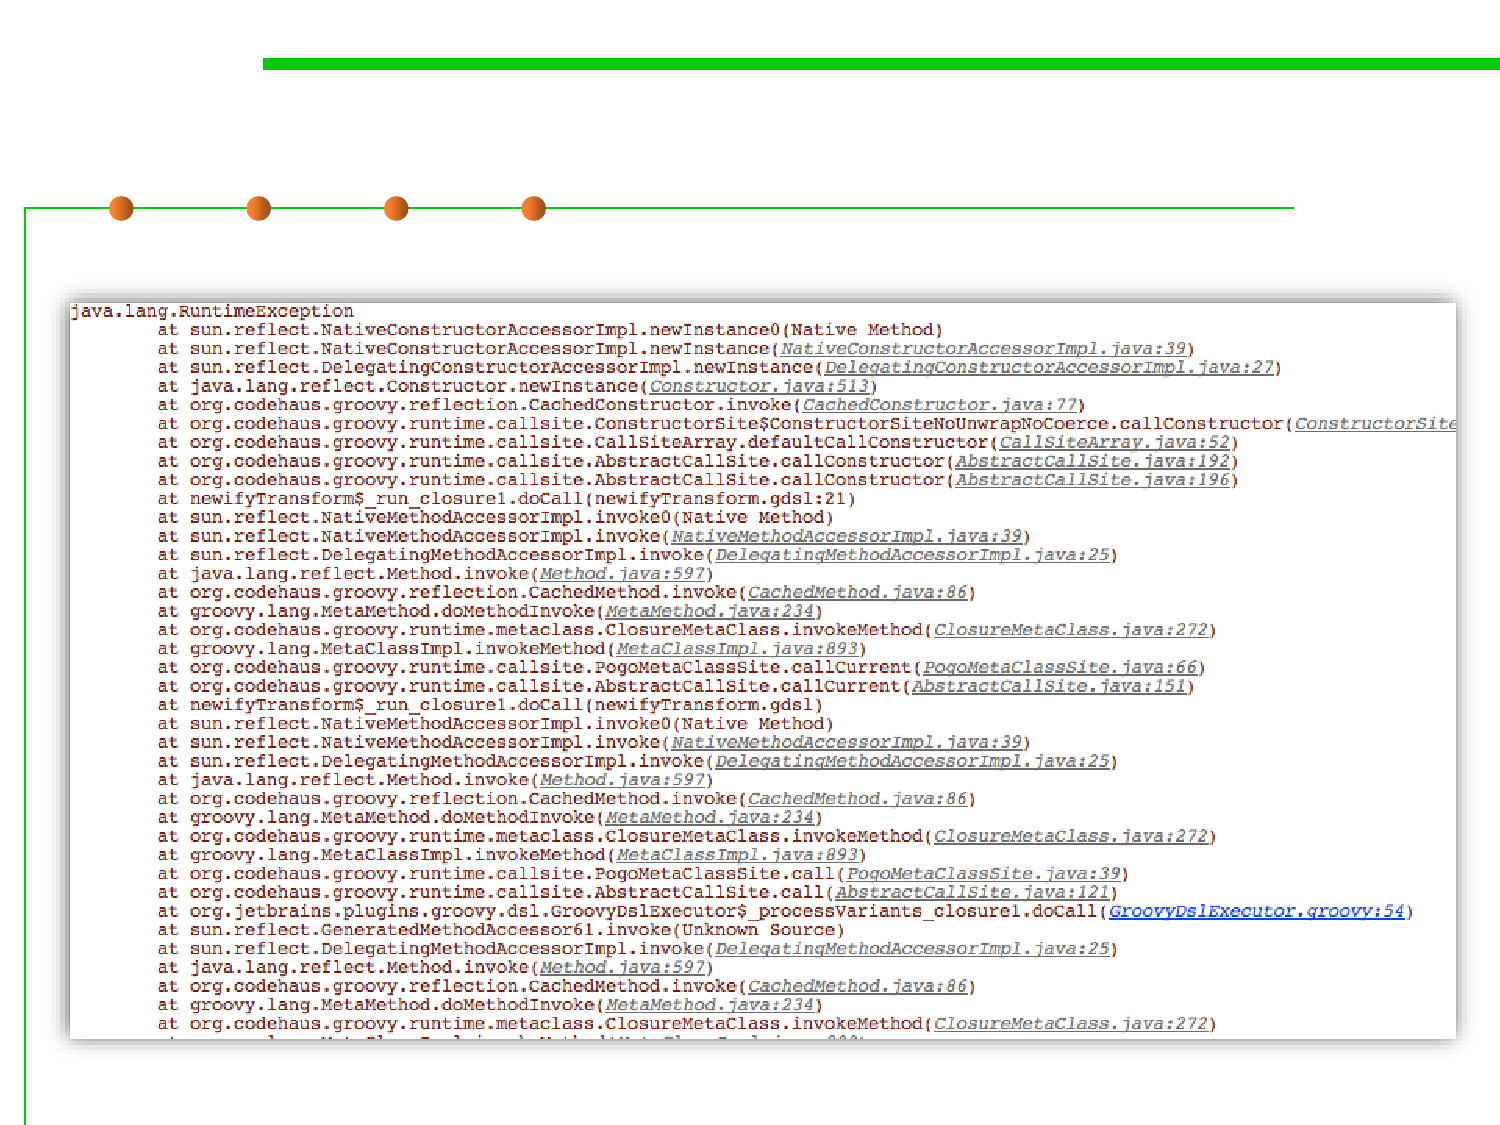 java.lang.RuntimeException
at sun.reflect.NativeConstructorAccessorImpl.newInstance0(Native Method)
at sun.reflect.NativeConstructorAccessorImpl.newInstance(NativeConstructorAccessorImpl.java:39)
at sun.reflect.DelegatingConstructorAccessorImpl.newInstance(DelegatingConstructorAccessorImpl.java:27)
at java.lang.reflect.Constructor.newInstance(Constructor.java:513)
at org.codehaus.groovy.reflection.CachedConstructor.invoke(CachedConstructor.java:77)
at org.codehaus.groovy.runtime.callsite.ConstructorSite$ConstructorSiteNoUnwrapNoCoerce.callConstructor(ConstructorSite
at org.codehaus.groovy.runtime.callsite.CallSiteArray.defaultCallConstructor(CallSiteArray.java:52)
at org.codehaus.groovy.runtime.callsite.AbstractCallSite.callConstructor(AbstractCallSite.java:192)
at org.codehaus.groovy.runtime.callsite.AbstractCallSite.callConstructor(AbstractCallSite.java:196)
at newifyTransform$_run_closure1.doCall(newifyTransform.gdsl:21)
at sun.reflect.NativeMethodAccessorImpl.invoke0(Native Method)
at sun.reflect.NativeMethodAccessorImpl.invoke(NativeMethodAccessorImpl.java:39)
at sun.reflect.DelegatingMethodAccessorImpl.invoke(DelegatingMethodAccessorImpl.java:25)
at java.lang.reflect.Method.invoke(Method.java:597)
at org.codehaus.groovy.reflection.CachedMethod.invoke(CachedMethod.java:86)
at groovy.lang.MetaMethod.doMethodInvoke(MetaMethod.java:234)
at org.codehaus.groovy.runtime.metaclass.ClosureMetaClass.invokeMethod(ClosureMetaClass.java:272)
at groovy.lang.MetaClassImpl.invokeMethod(MetaClassImpl.java:893)
at org.codehaus.groovy.runtime.callsite.PogoMetaClassSite.callCurrent(PogoMetaClassSite.java:66)
at org.codehaus.groovy.runtime.callsite.AbstractCallSite.callCurrent(AbstractCallSite.java:151)
at newifyTransform$_run_closure1.doCall(newifyTransform.gdsl)
at sun.reflect.NativeMethodAccessorImpl.invoke0(Native Method)
at sun.reflect.NativeMethodAccessorImpl.invoke(NativeMethodAccessorImpl.java:39)
at sun.reflect.DelegatingMethodAccessorImpl.invoke(DelegatingMethodAccessorImpl.java:25)
at java.lang.reflect.Method.invoke(Method.java:597)
at org.codehaus.groovy.reflection.CachedMethod.invoke(CachedMethod.java:86)
at groovy.lang.MetaMethod.doMethodInvoke(MetaMethod.java:234)
at org.codehaus.groovy.runtime.metaclass.ClosureMetaClass.invokeMethod(ClosureMetaClass.java:272)
at groovy.lang.MetaClassImpl.invokeMethod(MetaClassImpl.java:893)
at org.codehaus.groovy.runtime.callsite.PogoMetaClassSite.call(PogoMetaClassSite.java:39)
at org.codehaus.groovy.runtime.callsite.AbstractCallSite.call(AbstractCallSite.java:121)
at org.jetbrains.plugins.groovy.dsl.GroovyDslExecutor$_processVariants_closure1.doCall(GroovyDslExecutor.groovy:54)
at sun.reflect.GeneratedMethodAccessor61.invoke(Unknown Source)
at sun.reflect.DelegatingMethodAccessorImpl.invoke(DelegatingMethodAccessorImpl.java:25)
at java.lang.reflect.Method.invoke(Method.java:597)
at org.codehaus.groovy.reflection.CachedMethod.invoke(CachedMethod.java:86)
at groovy.lang.MetaMethod.doMethodInvoke(MetaMethod.java:234)
at org.codehaus.groovy.runtime.metaclass.ClosureMetaClass.invokeMethod(ClosureMetaClass.java:272)